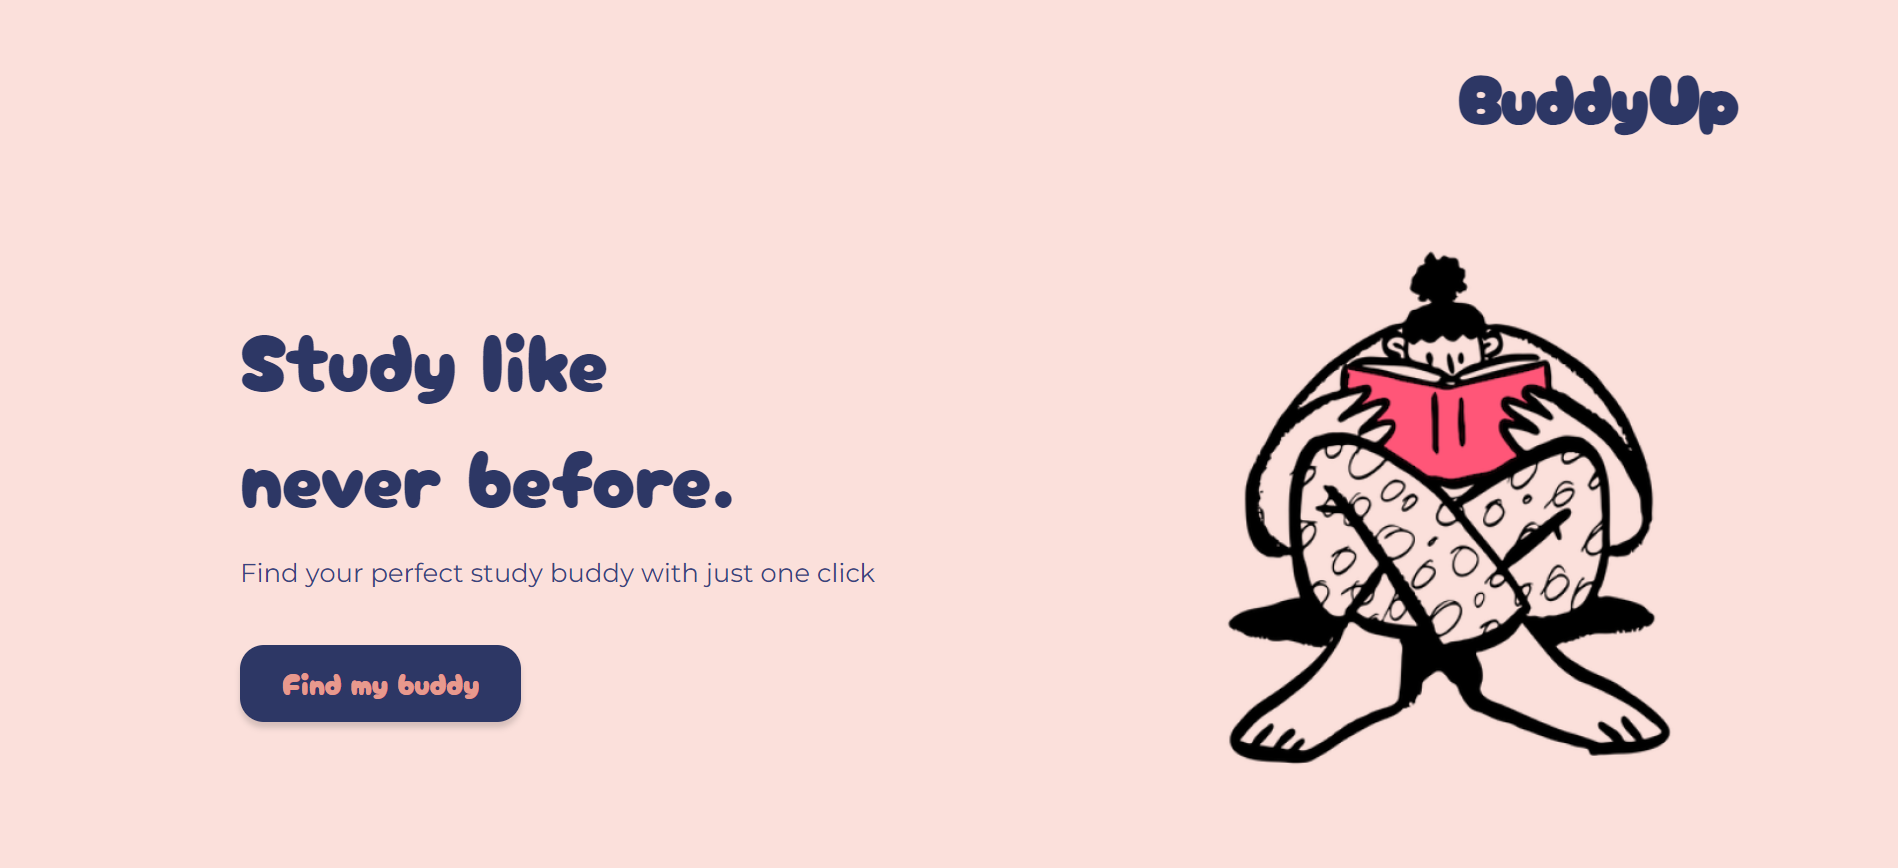 BuddyUp
Study like
never before.
Find your perfect study buddy with just one click
Find my buddy